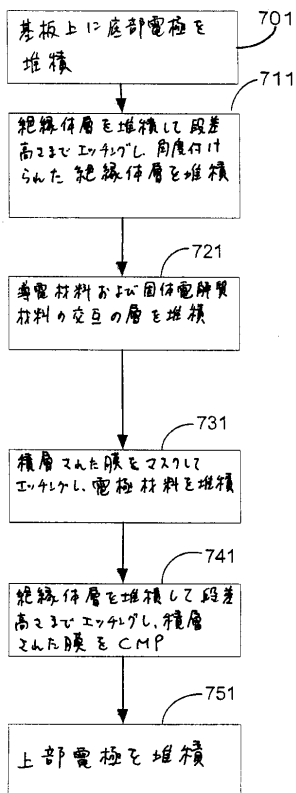 701
基板上に底部電極を
堆積
711
絶縁体層を堆積して段差
高さまでエッチングし、角度付け
られた絶縁体層を堆積
721
導電材料および固体電解質
材料の交互の層を堆積
731
積層された膜をマスクして
エッチングし、電極材料を堆積
741
絶縁体層を堆積して段差
高さまでエッチングし、積層
された膜をCMP
751
上部電極を堆積